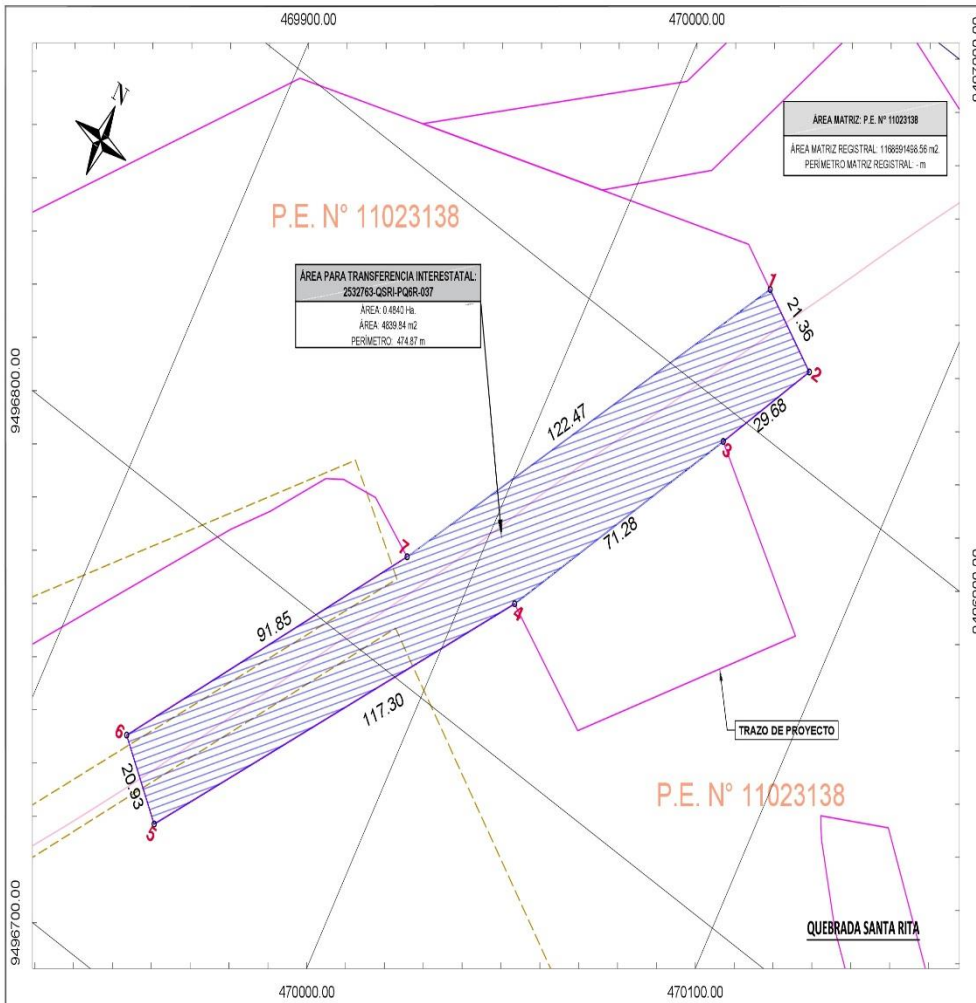 469900.00
470000.00
N
ÁREA MATRIZ: P.E. Nº 11023138
ÁREA MATRIZ REGISTRAL: 1168691498.56 m2
PERÍMETRO MATRIZ REGISTRAL: - m
P.E. N° 11023138
ÁREA PARA TRANSFERENCIA INTERESTATAL:
2532763-QSRI-PQ6R-037
ÁREA: 0.4840 Ha.
ÁREA: 4839.84 m2
PERÍMETRO: 474.87 m
1
21.36
2
29.68
3
122.47
71.28
9496800.00
7
4
91.85
117.30
6
20.93
5
TRAZO DE PROYECTO
P.E. N° 11023138
QUEBRADA SANTA RITA
9496700.00
470000.00
470100.00